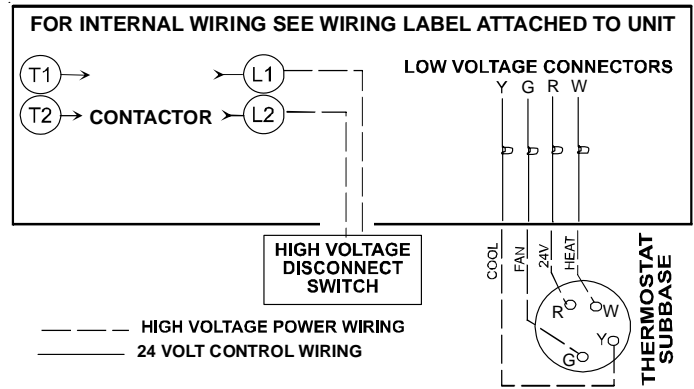 FOR INTERNAL WIRING SEE WIRING LABEL ATTACHED TO UNIT
T1
L1
T2
CONTACTOR
L2
LOW VOLTAGE CONNECTORS
Y G R W
HIGH VOLTAGE
DISCONNECT
SWITCH
COOL
FAN
24V
HEAT
R
W
Y
G
THERMOSTAT
SUBBASE
HIGH VOLTAGE POWER WIRING
24 VOLT CONTROL WIRING